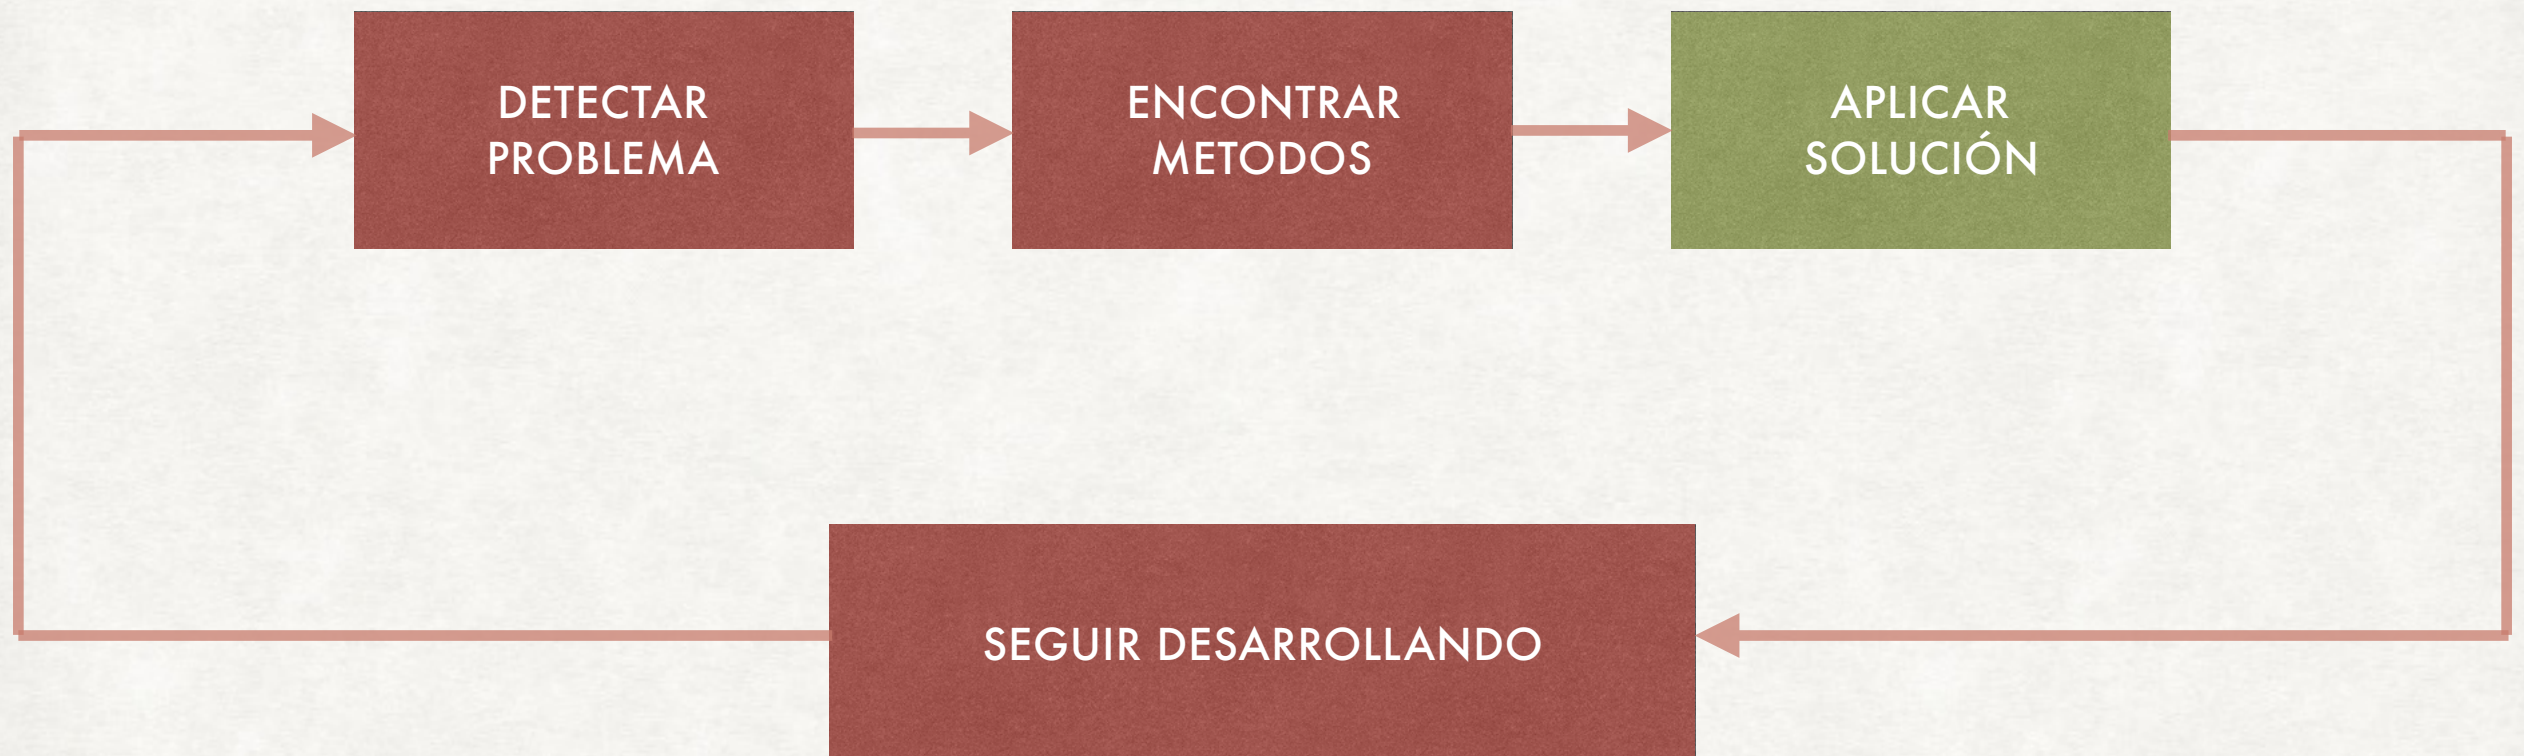 DETECTAR
PROBLEMA
ENCONTRAR
METODOS
APLICAR
SOLUCIÓN
SEGUIR DESARROLLANDO